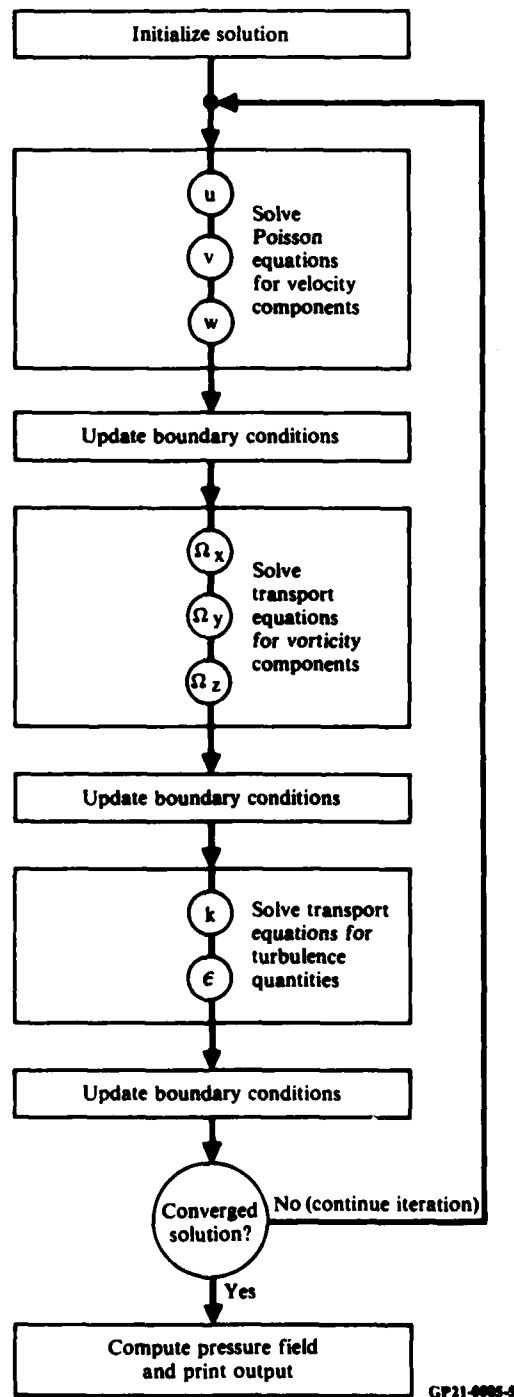 Initialize solution
u
v
w
Solve
Poisson
equations
for velocity
components
Update boundary conditions
Ωx
Ωy
Ωz
Solve
transport
equations
for vorticity
components
Update boundary conditions
k
ϵ
Solve transport
equations for
turbulence
quantities
Update boundary conditions
Converged
solution?
No (continue iteration)
Yes
Compute pressure field
and print output